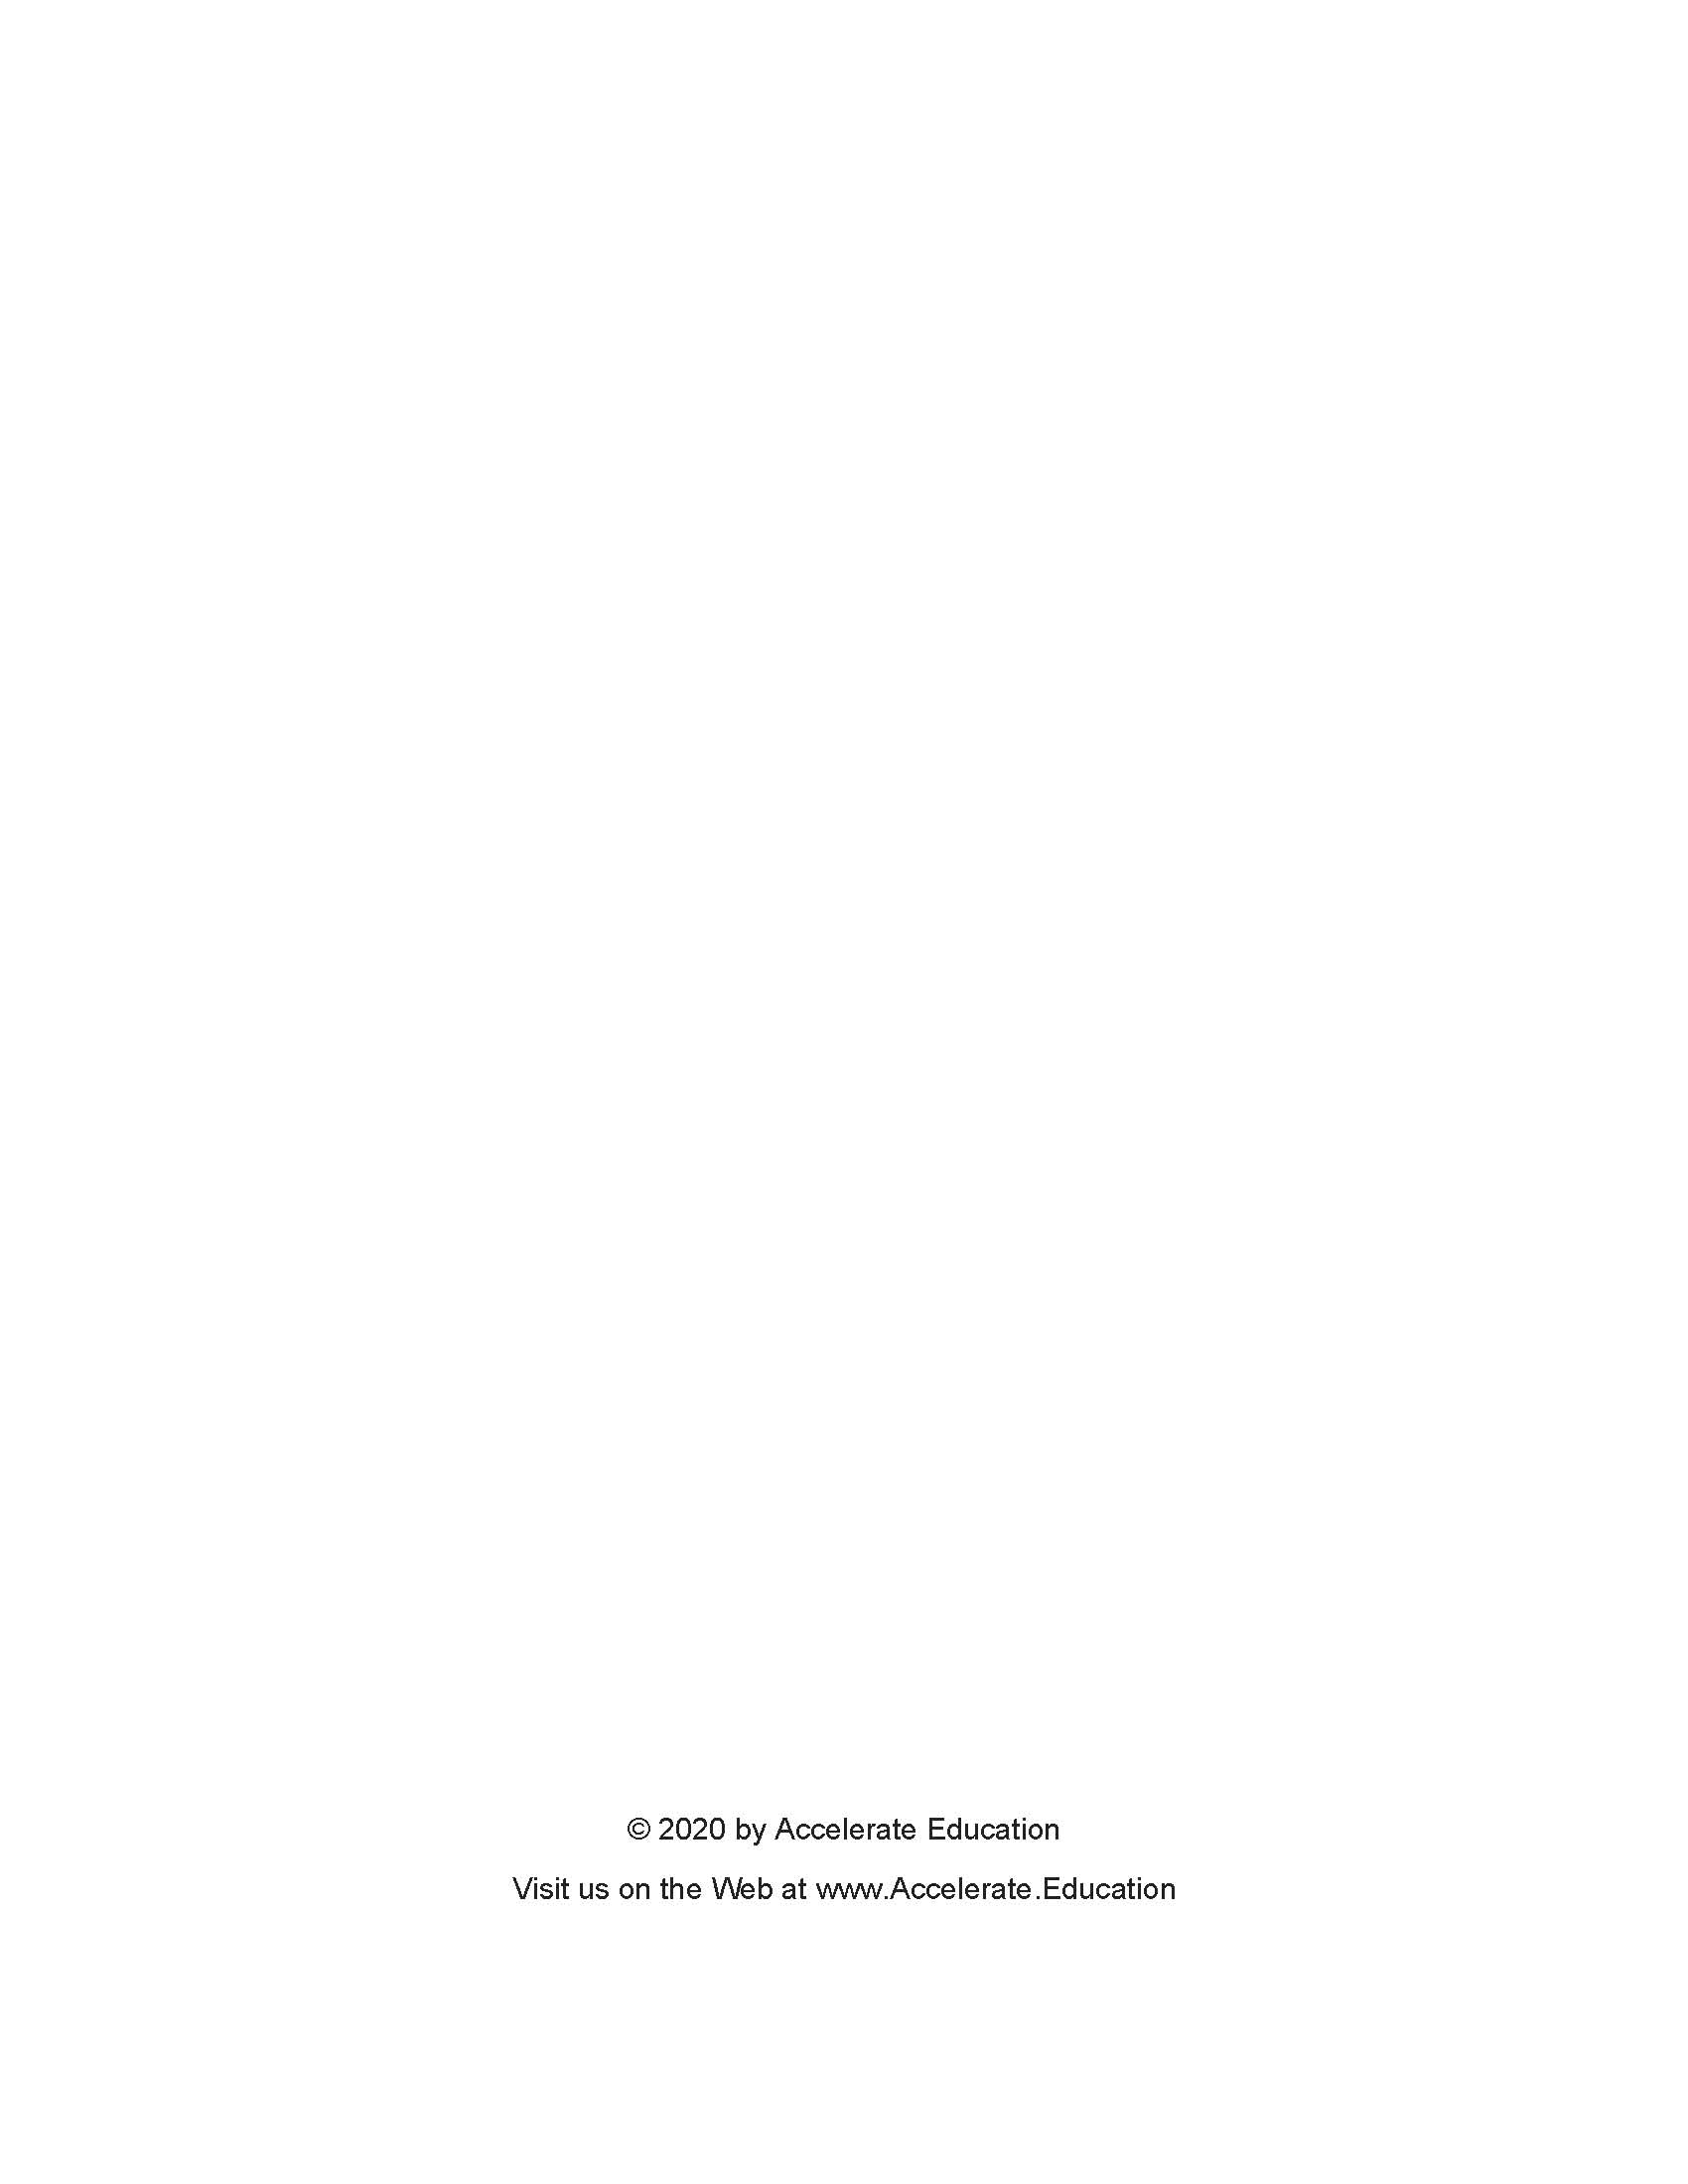 © 2020 by Accelerate Education
Visit us on the Web at www.Accelerate.Education